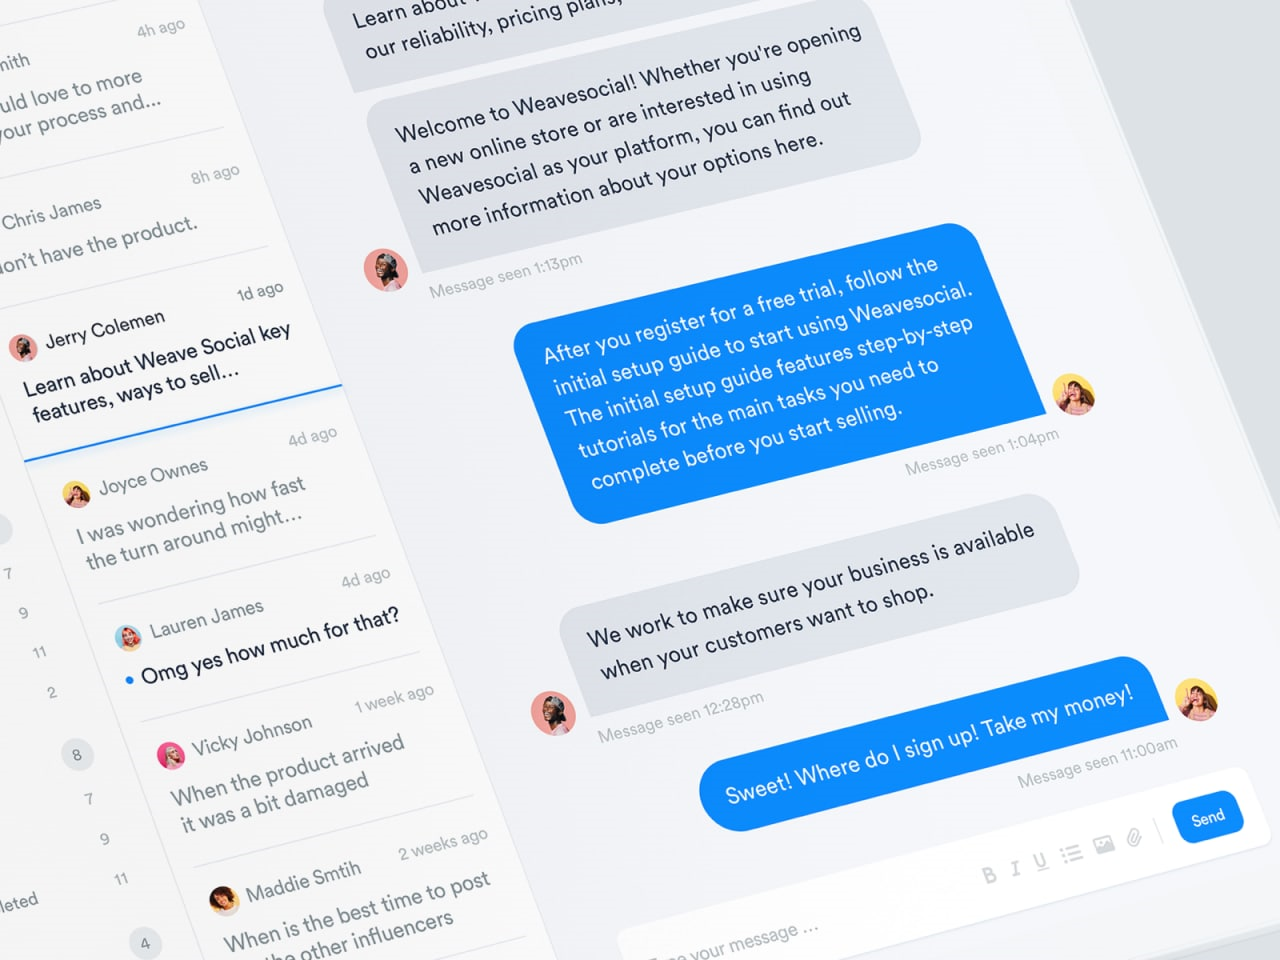 4h ago
love to more
your process and...
8h ago
Chris James
have the product.
1d ago
Jerry Colemen
Learn about Weave Social key
features, ways to sell...
4d ago
Joyce Ownes
I was wondering how fast
the turn around might...
4d ago
Lauren James
Omg yes how much for that?
1 week ago
Vicky Johnson
When the product arrived
it was a bit damaged
2 weeks ago
Maddie Smtih
When is the best time to post
other influencers
7
9
11
2
8
7
9
11
4
Learn about
our reliability, pricing plans,
Welcome to Weavesocial! Whether you're opening
a new online store or are interested in using
Weavesocial as your platform, you can find out
more information about your options here.
Message seen 1:13pm
After you register for a free trial, follow the
initial setup guide to start using Weavesocial.
The initial setup guide features step-by-step
tutorials for the main tasks you need to
complete before you start selling.
Message seen 1:04pm
We work to make sure your business is available
when your customers want to shop.
Message seen 12:28pm
Sweet! Where do I sign up! Take my money!
Message seen 11:00am
B I U
Send
your message ...